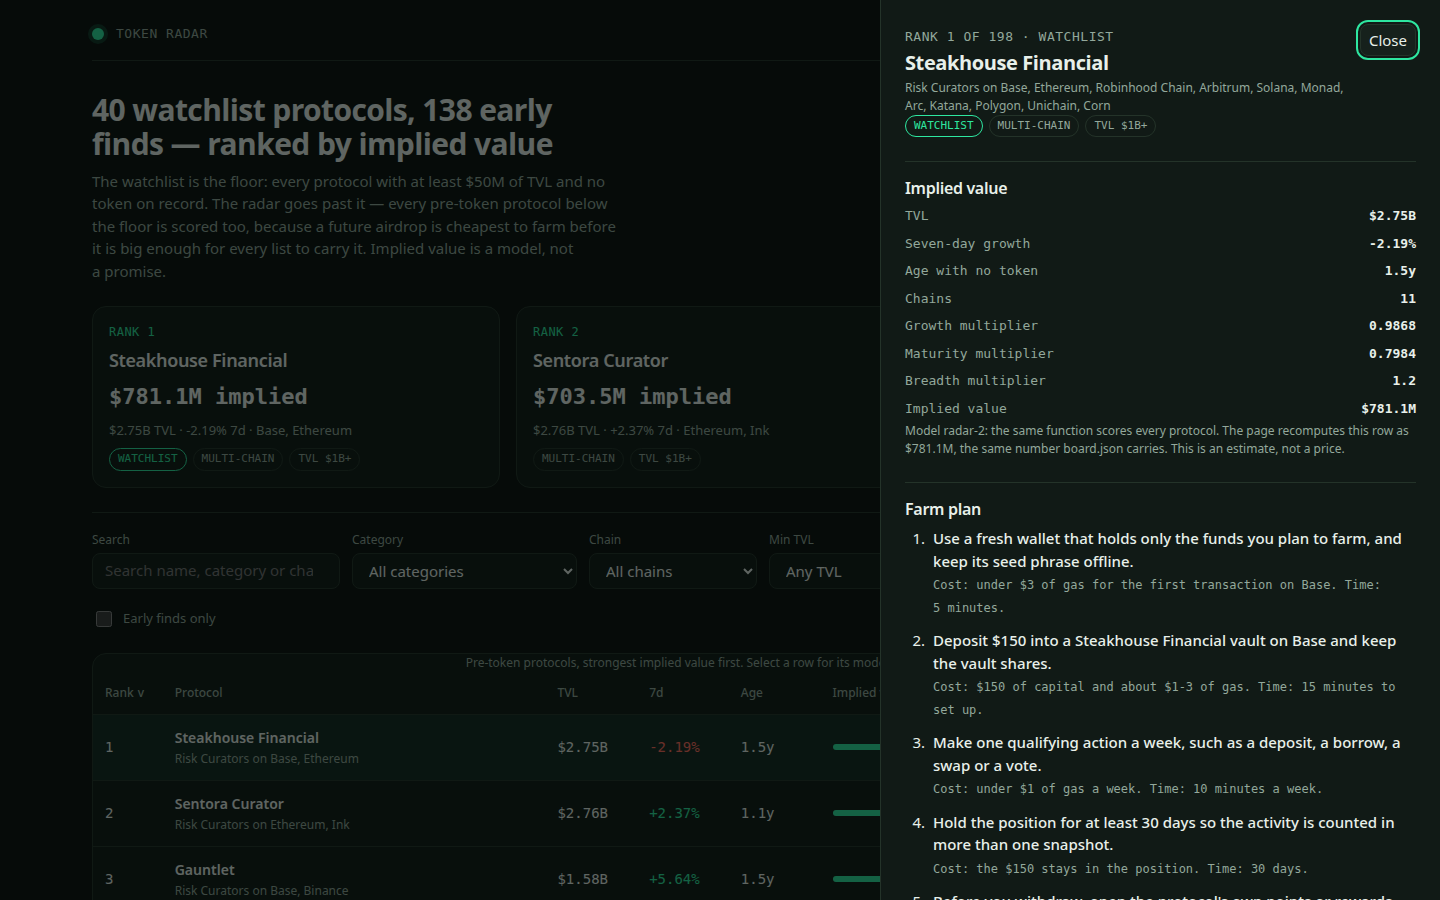 TOKEN RADAR
40 watchlist protocols, 138 early
finds — ranked by implied value
The watchlist is the floor: every protocol with at least $50M of TVL and no
token on record. The radar goes past it — every pre-token protocol below
the floor is scored too, because a future airdrop is cheapest to farm before
it is big enough for every list to carry it. Implied value is a model, not
a promise.
RANK 1
Steakhouse Financial
$781.1M implied
$2.75B TVL · -2.19% 7d · Base, Ethereum
WATCHLIST MULTI-CHAIN TVL $1B+
RANK 2
Sentora Curator
$703.5M implied
$2.76B TVL · +2.37% 7d · Ethereum, Ink
MULTI-CHAIN TVL $1B+
Search Category Chain Min TVL
Search name, category or cha All categories All chains Any TVL
Early finds only
Pre-token protocols, strongest implied value first. Select a row for its mod
Rank v Protocol TVL 7d Age Implied
1 Steakhouse Financial $2.75B -2.19% 1.5y
Risk Curators on Base, Ethereum
2 Sentora Curator $2.76B +2.37% 1.1y
Risk Curators on Ethereum, Ink
3 Gauntlet $1.58B +5.64% 1.5y
Risk Curators on Base, Binance
RANK 1 OF 198 · WATCHLIST
Close
Steakhouse Financial
Risk Curators on Base, Ethereum, Robinhood Chain, Arbitrum, Solana, Monad,
Arc, Katana, Polygon, Unichain, Corn
WATCHLIST MULTI-CHAIN TVL $1B+
Implied value
TVL $2.75B
Seven-day growth -2.19%
Age with no token 1.5y
Chains 11
Growth multiplier 0.9868
Maturity multiplier 0.7984
Breadth multiplier 1.2
Implied value $781.1M
Model radar-2: the same function scores every protocol. The page recomputes this row as
$781.1M, the same number board.json carries. This is an estimate, not a price.
Farm plan
1. Use a fresh wallet that holds only the funds you plan to farm, and
keep its seed phrase offline.
Cost: under $3 of gas for the first transaction on Base. Time:
5 minutes.
2. Deposit $150 into a Steakhouse Financial vault on Base and keep
the vault shares.
Cost: $150 of capital and about $1-3 of gas. Time: 15 minutes to
set up.
3. Make one qualifying action a week, such as a deposit, a borrow, a
swap or a vote.
Cost: under $1 of gas a week. Time: 10 minutes a week.
4. Hold the position for at least 30 days so the activity is counted in
more than one snapshot.
Cost: the $150 stays in the position. Time: 30 days.
5. Before you withdraw, open the protocol's own points or rewards